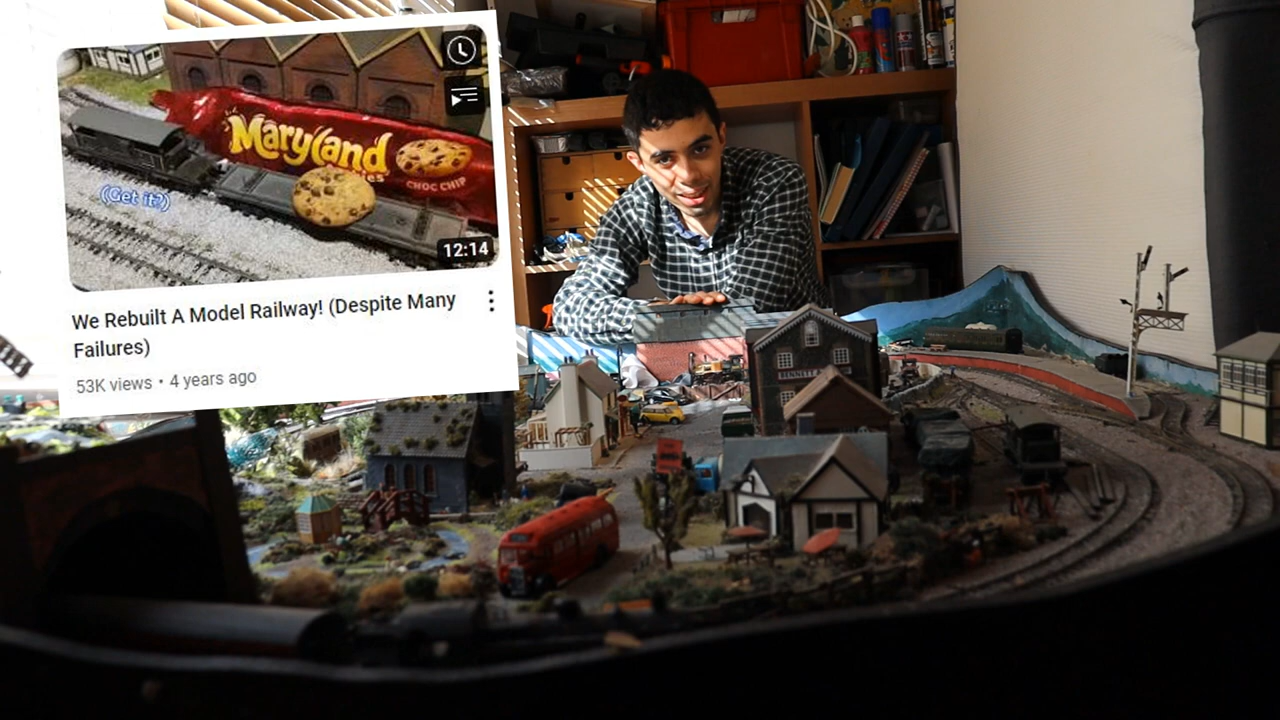 Maryland
CHOC CHIP
(Get it?)
12:14
We Rebuilt A Model Railway! (Despite Many
Failures)
53K views • 4 years ago